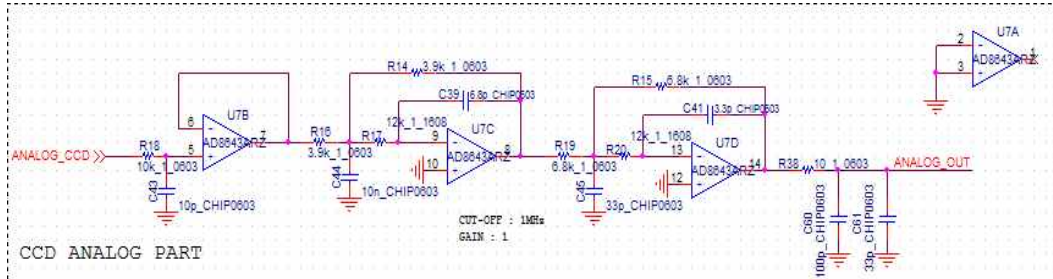 U7A
2
3
1
AD8643ARZ
R14
3.9k_1_0603
C39
6.8p_CHIP0603
R15
6.8k_1_0603
C41
3.3p_CHIP0603
6
U7B
7
5
AD8643ARZ
ANALOG_CCD
R18
10k_1_0603
C43
10p_CHIP0603
R16
3.9k_1_0603
R17
12k_1_1608
C44
10n_CHIP0603
9
U7C
8
10
AD8643ARZ
R19
6.8k_1_0603
R20
12k_1_1608
C45
33p_CHIP0603
13
U7D
14
12
AD8643ARZ
R38
10_1_0603
ANALOG_OUT
C60
100p_CHIP0603
C61
33p_CHIP0603
CUT-OFF : 1MHz
GAIN : 1
CCD ANALOG PART